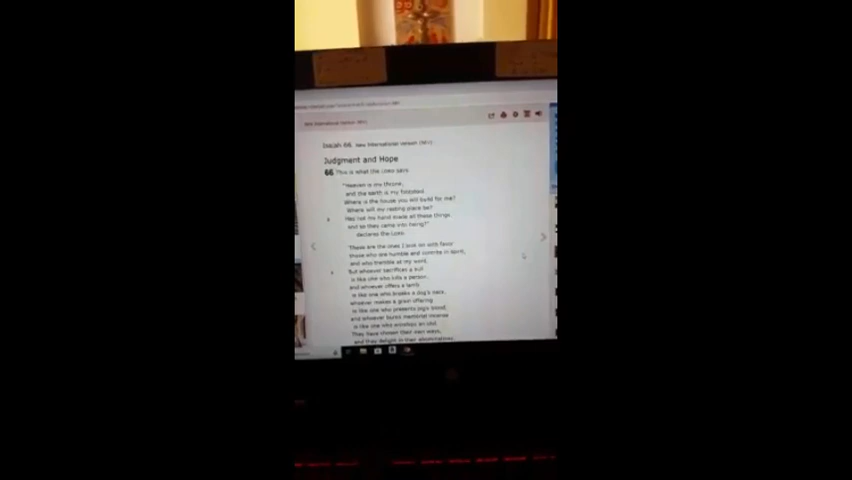 Isaiah 66 New International Version (NIV)
Judgment and Hope
66 This is what the LORD says:
"Heaven is my throne,
and the earth is my footstool.
Where is the house you will build for me?
Where will my resting place be?
Has not my hand made all these things,
and so they came into being?"
declares the LORD.
"These are the ones I look on with favor:
those who are humble and contrite in spirit,
and who tremble at my word.
But whoever sacrifices a bull
is like one who kills a person,
and whoever offers a lamb
is like one who breaks a dog's neck;
whoever makes a grain offering
is like one who presents pig's blood,
and whoever burns memorial incense
is like one who worships an idol.
They have chosen their own ways,
and they delight in their abominations;